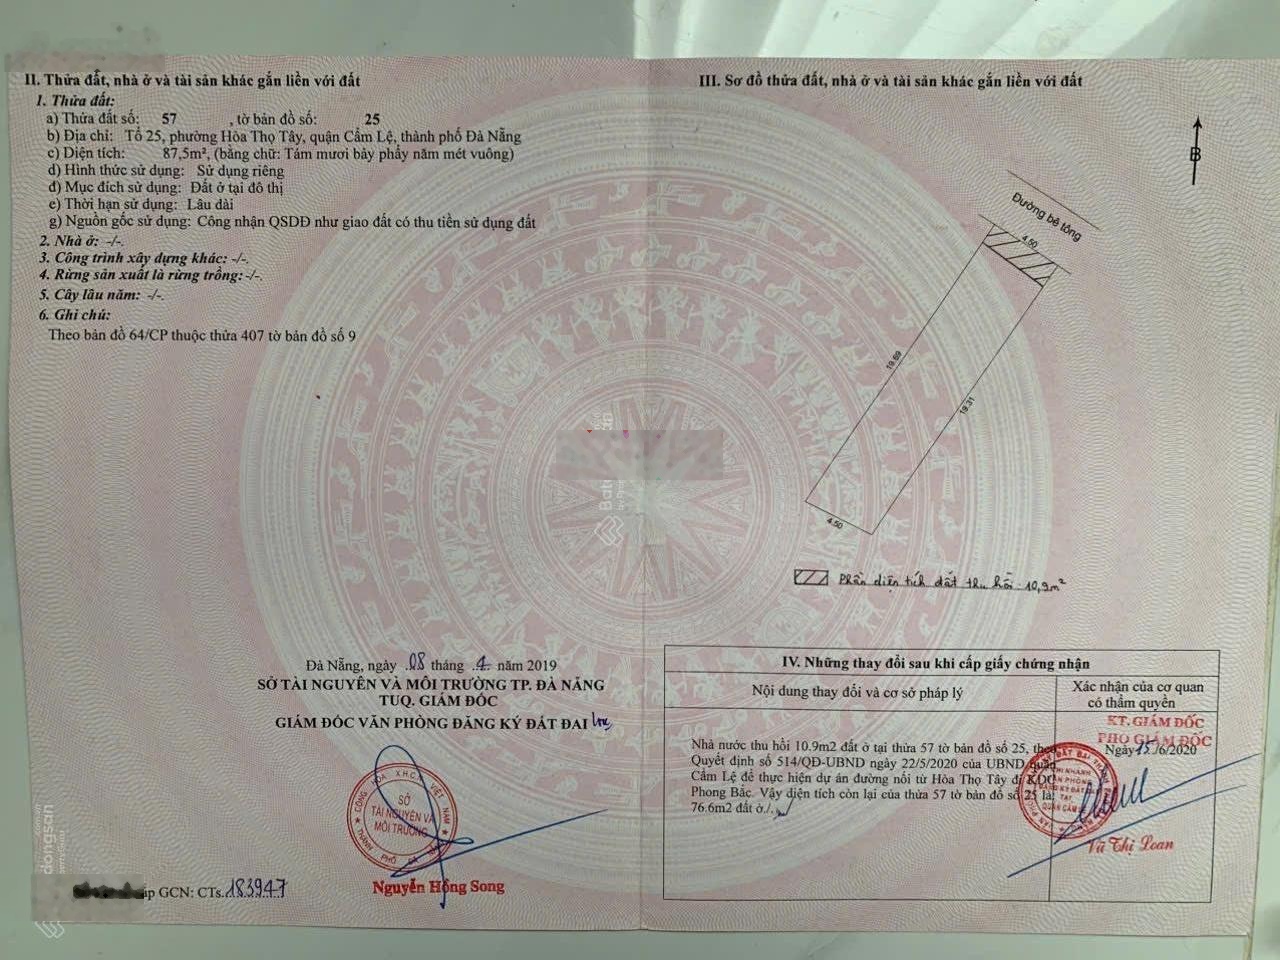 II. Thửa đất, nhà ở và tài sản khác gắn liền với đất
1. Thửa đất:
a) Thửa đất số: 57 , tờ bản đồ số: 25
b) Địa chỉ: Tổ 25, phường Hòa Thọ Tây, quận Cẩm Lệ, thành phố Đà Nẵng
c) Diện tích: 87,5m², (bằng chữ: Tám mươi bảy phẩy năm mét vuông)
d) Hình thức sử dụng: Sử dụng riêng
đ) Mục đích sử dụng: Đất ở tại đô thị
e) Thời hạn sử dụng: Lâu dài
g) Nguồn gốc sử dụng: Công nhận QSDĐ như giao đất có thu tiền sử dụng đất
2. Nhà ở: -/-.
3. Công trình xây dựng khác: -/-.
4. Rừng sản xuất là rừng trồng: -/-.
5. Cây lâu năm: -/-.
6. Ghi chú:
Theo bản đồ 64/CP thuộc thửa 407 tờ bản đồ số 9
Đà Nẵng, ngày 08 tháng 4 năm 2019
SỞ TÀI NGUYÊN VÀ MÔI TRƯỜNG TP. ĐÀ NẴNG
TUQ. GIÁM ĐỐC
GIÁM ĐỐC VĂN PHÒNG ĐĂNG KÝ ĐẤT ĐAI
SỞ
TÀI NGUYÊN VÀ
MÔI TRƯỜNG
Nguyễn Hồng Song
GCN: CTs.183947
III. Sơ đồ thửa đất, nhà ở và tài sản khác gắn liền với đất
B
Đường bê tông
4.50
19.69
19.31
4.50
Phần diện tích đất thu hồi 10,9m²
IV. Những thay đổi sau khi cấp giấy chứng nhận
Nội dung thay đổi và cơ sở pháp lý
Xác nhận của cơ quan
có thẩm quyền
Nhà nước thu hồi 10.9m2 đất ở tại thửa 57 tờ bản đồ số 25, theo
Quyết định số 514/QĐ-UBND ngày 22/5/2020 của UBND quận
Cẩm Lệ để thực hiện dự án đường nối từ Hòa Thọ Tây đi KDC
Phong Bắc. Vậy diện tích còn lại của thửa 57 tờ bản đồ số 25 là
76.6m2 đất ở./.
KT. GIÁM ĐỐC
PHÓ GIÁM ĐỐC
Ngày 15/6/2020
Vũ Thị Loan